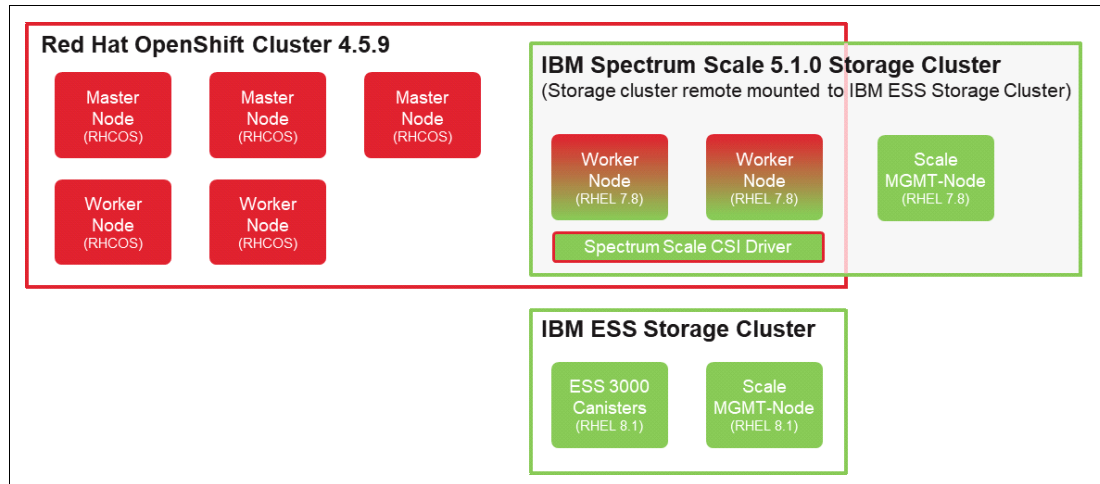 Red Hat OpenShift Cluster 4.5.9
Master
Node
(RHCOS)
Master
Node
(RHCOS)
Master
Node
(RHCOS)
Worker
Node
(RHCOS)
Worker
Node
(RHCOS)
IBM Spectrum Scale 5.1.0 Storage Cluster
(Storage cluster remote mounted to IBM ESS Storage Cluster)
Worker
Node
(RHEL 7.8)
Worker
Node
(RHEL 7.8)
Scale
MGMT-Node
(RHEL 7.8)
Spectrum Scale CSI Driver
IBM ESS Storage Cluster
ESS 3000
Canisters
(RHEL 8.1)
Scale
MGMT-Node
(RHEL 8.1)